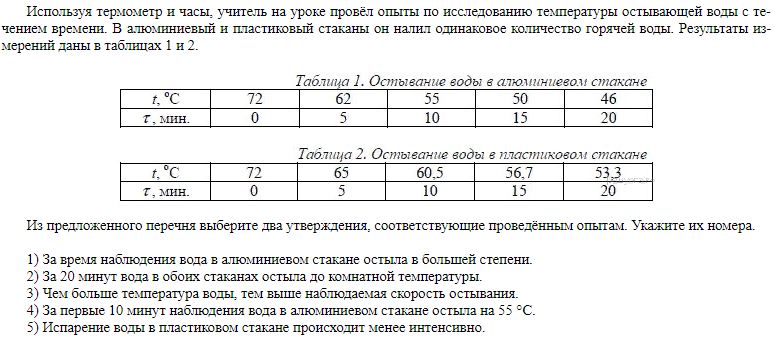 Используя термометр и часы, учитель на уроке провёл опыты по исследованию температуры остывающей воды с те-
чением времени. В алюминиевый и пластиковый стаканы он налил одинаковое количество горячей воды. Результаты из-
мерений даны в таблицах 1 и 2.
Таблица 1. Остывание воды в алюминиевом стакане
t, °С 72 62 55 50 46
τ, мин. 0 5 10 15 20
Таблица 2. Остывание воды в пластиковом стакане
t, °С 72 65 60,5 56,7 53,3
τ, мин. 0 5 10 15 20
Из предложенного перечня выберите два утверждения, соответствующие проведённым опытам. Укажите их номера.
1) За время наблюдения вода в алюминиевом стакане остыла в большей степени.
2) За 20 минут вода в обоих стаканах остыла до комнатной температуры.
3) Чем больше температура воды, тем выше наблюдаемая скорость остывания.
4) За первые 10 минут наблюдения вода в алюминиевом стакане остыла на 55 °С.
5) Испарение воды в пластиковом стакане происходит менее интенсивно.